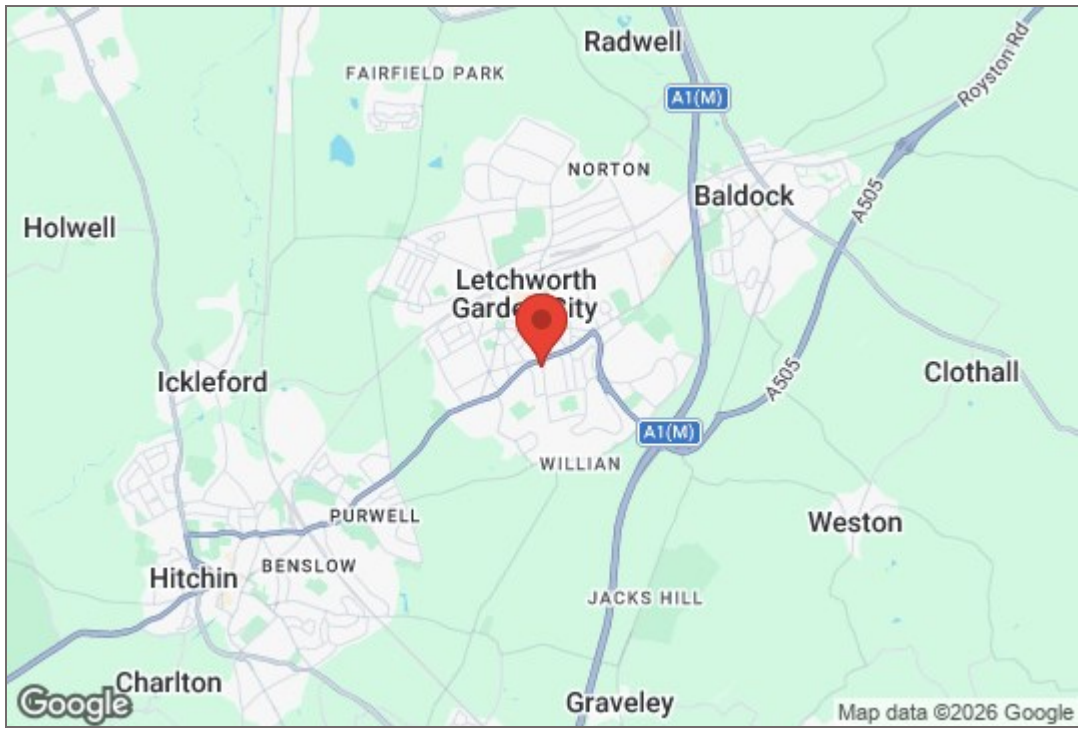 Radwell
Royston Rd
FAIRFIELD PARK
A1(M)
NORTON
Baldock
A505
Holwell
Letchworth
Garden City
Ickleford
A505
Clothall
A1(M)
WILLIAN
PURWELL
Weston
BENSLOW
Hitchin
JACKS HILL
Charlton
Graveley
Google
Map data ©2026 Google